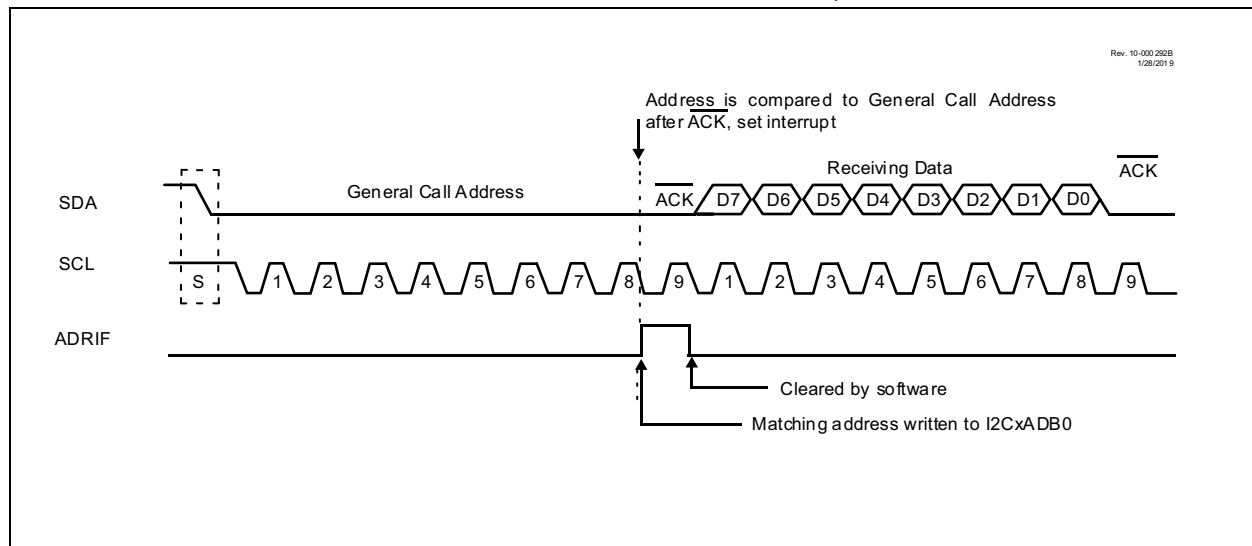 Rev. 10-000 292B
1/28/201 9
Address is compared to General Call Address
after ACK, set interrupt
Receiving Data
ACK
General Call Address
ACK
SDA
D7 D6 D5 D4 D3 D2 D1 D0
SCL
S 1 2 3 4 5 6 7 8 9 1 2 3 4 5 6 7 8 9
ADRIF
Cleared by software
Matching address written to I2CxADB0